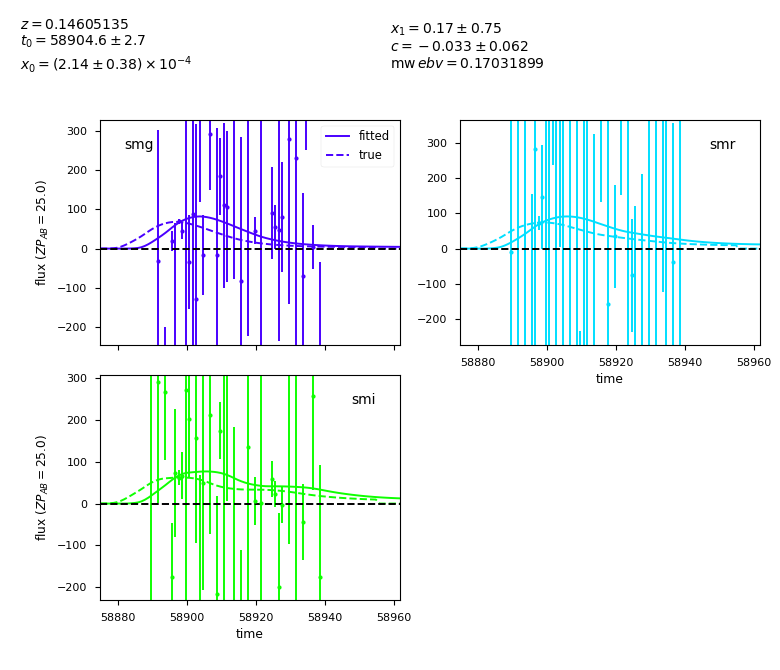 z = 0.14605135
t₀ = 58904.6 ± 2.7
x₀ = (2.14 ± 0.38) × 10⁻⁴
x₁ = 0.17 ± 0.75
c = −0.033 ± 0.062
mw ebv = 0.17031899
smg
fitted
true
300
200
100
0
−100
−200
flux (ZP_AB = 25.0)
smr
300
200
100
0
−100
−200
58880 58900 58920 58940 58960
time
smi
300
200
100
0
−100
−200
flux (ZP_AB = 25.0)
58880 58900 58920 58940 58960
time